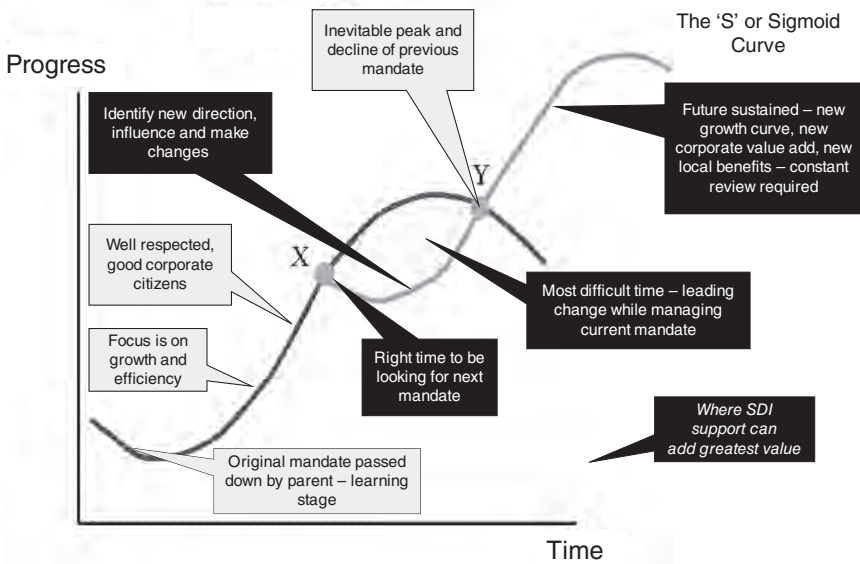 The ‘S’ or Sigmoid
Curve
Progress
Inevitable peak and
decline of previous
mandate
Identify new direction,
influence and make
changes
Future sustained – new
growth curve, new
corporate value add, new
local benefits – constant
review required
Y
X
Well respected,
good corporate
citizens
Most difficult time – leading
change while managing
current mandate
Focus is on
growth and
efficiency
Right time to be
looking for next
mandate
Where SDI
support can
add greatest value
Original mandate passed
down by parent – learning
stage
Time